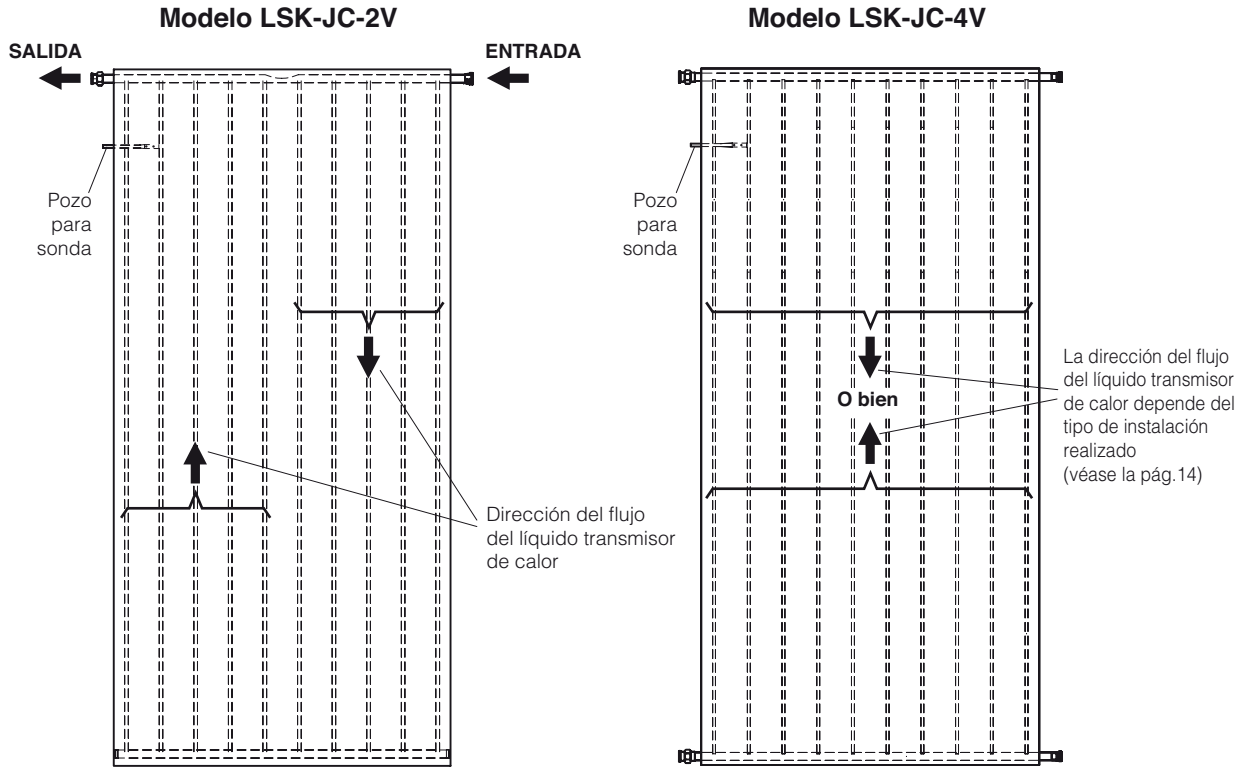 Modelo LSK-JC-2V
SALIDA
ENTRADA
Pozo
para
sonda
Dirección del flujo
del líquido transmisor
de calor
Modelo LSK-JC-4V
Pozo
para
sonda
O bien
La dirección del flujo
del líquido transmisor
de calor depende del
tipo de instalación
realizado
(véase la pág.14)